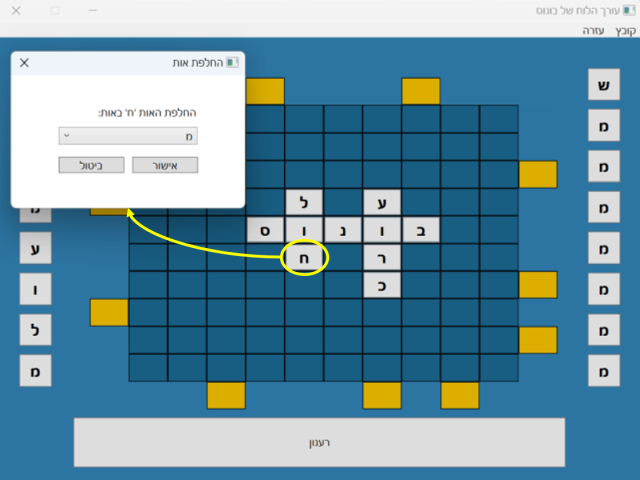 עורך הלוח של בונוס
קובץ עזרה
החלפת אות
החלפת האות 'ח' באות:
מ
אישור ביטול
ש
מ
מ
מ
מ
מ
מ
מ
ע ל
ב ו נ ו ס
ר ח
כ
מ
ע
ו
ל
מ
רענון